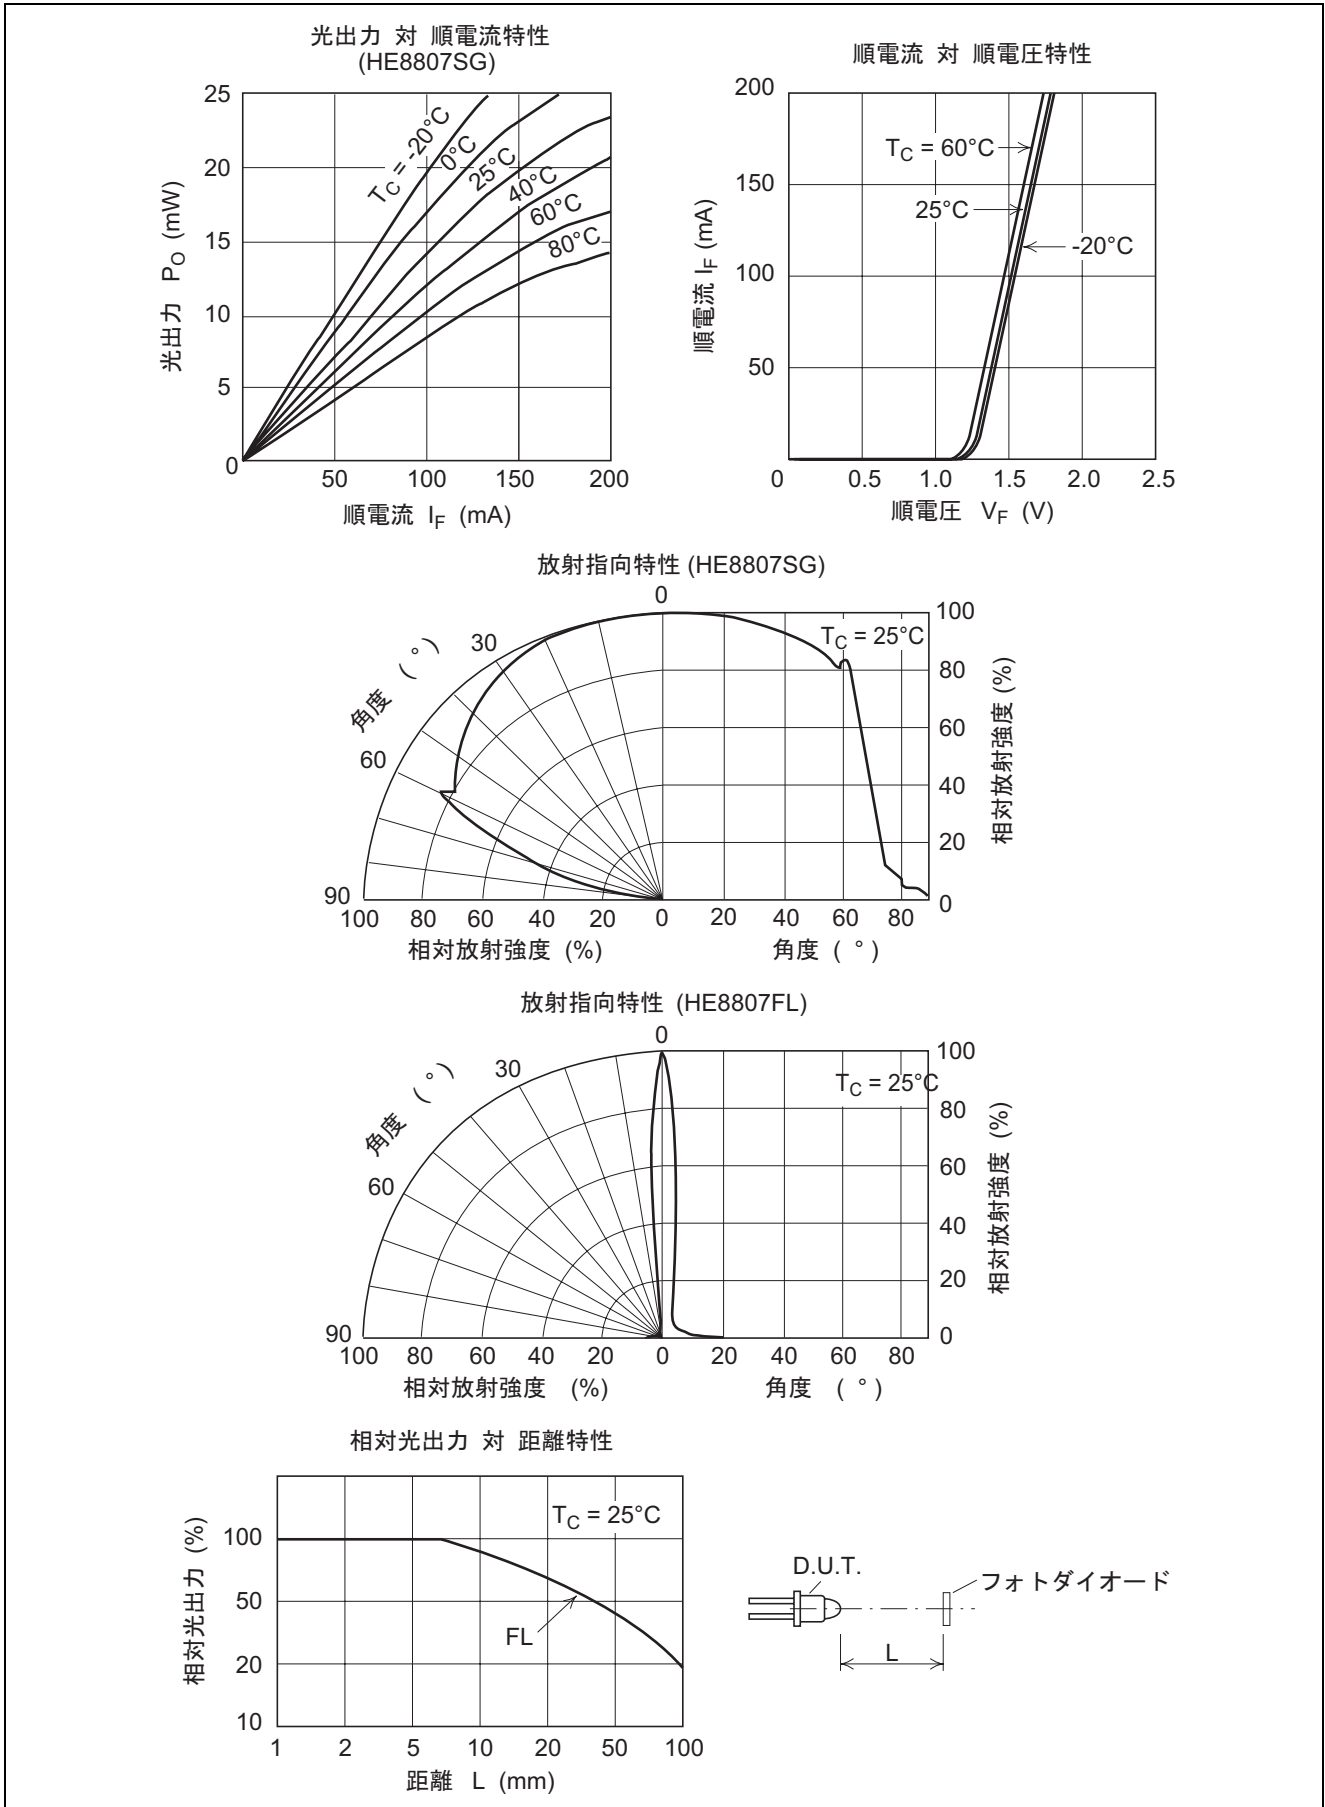 光出力 対 順電流特性
(HE8807SG)
25
20
15
10
5
0
50 100 150 200
光出力 PO (mW)
順電流 IF (mA)
TC = -20°C
0°C
25°C
40°C
60°C
80°C
順電流 対 順電圧特性
200
150
100
50
0 0.5 1.0 1.5 2.0 2.5
順電流 IF (mA)
順電圧 VF (V)
TC = 60°C
25°C
-20°C
放射指向特性 (HE8807SG)
0
30
60
90
角度 ( ° )
100 80 60 40 20 0 20 40 60 80
相対放射強度 (%)
角度 ( ° )
TC = 25°C
100
80
60
40
20
0
相対放射強度 (%)
放射指向特性 (HE8807FL)
0
30
60
90
角度 ( ° )
100 80 60 40 20 0 20 40 60 80
相対放射強度 (%)
角度 ( ° )
TC = 25°C
100
80
60
40
20
0
相対放射強度 (%)
相対光出力 対 距離特性
TC = 25°C
100
50
20
10
FL
1 2 5 10 20 50 100
相対光出力 (%)
距離 L (mm)
D.U.T.
フォトダイオード
L